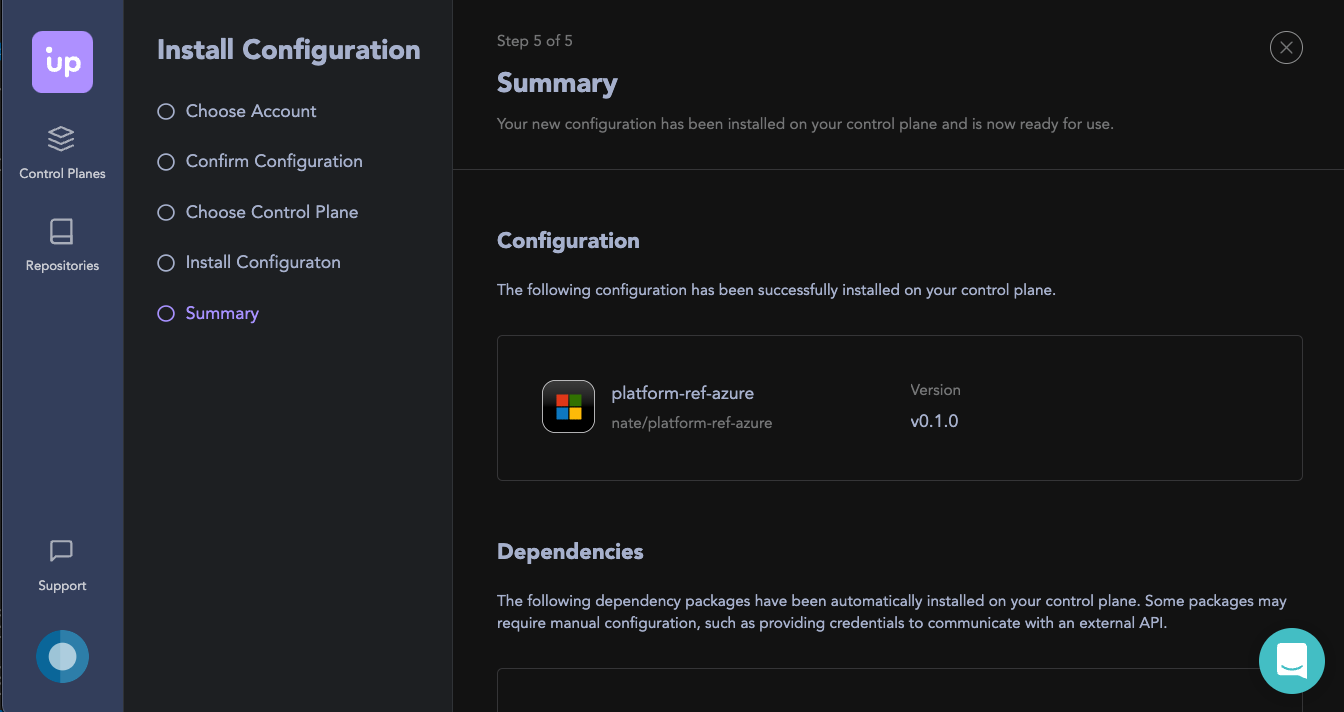 up
Control Planes
Repositories
Support
Install Configuration
Choose Account
Confirm Configuration
Choose Control Plane
Install Configuraton
Summary
Step 5 of 5
Summary
Your new configuration has been installed on your control plane and is now ready for use.
Configuration
The following configuration has been successfully installed on your control plane.
platform-ref-azure
nate/platform-ref-azure
Version
v0.1.0
Dependencies
The following dependency packages have been automatically installed on your control plane. Some packages may
require manual configuration, such as providing credentials to communicate with an external API.